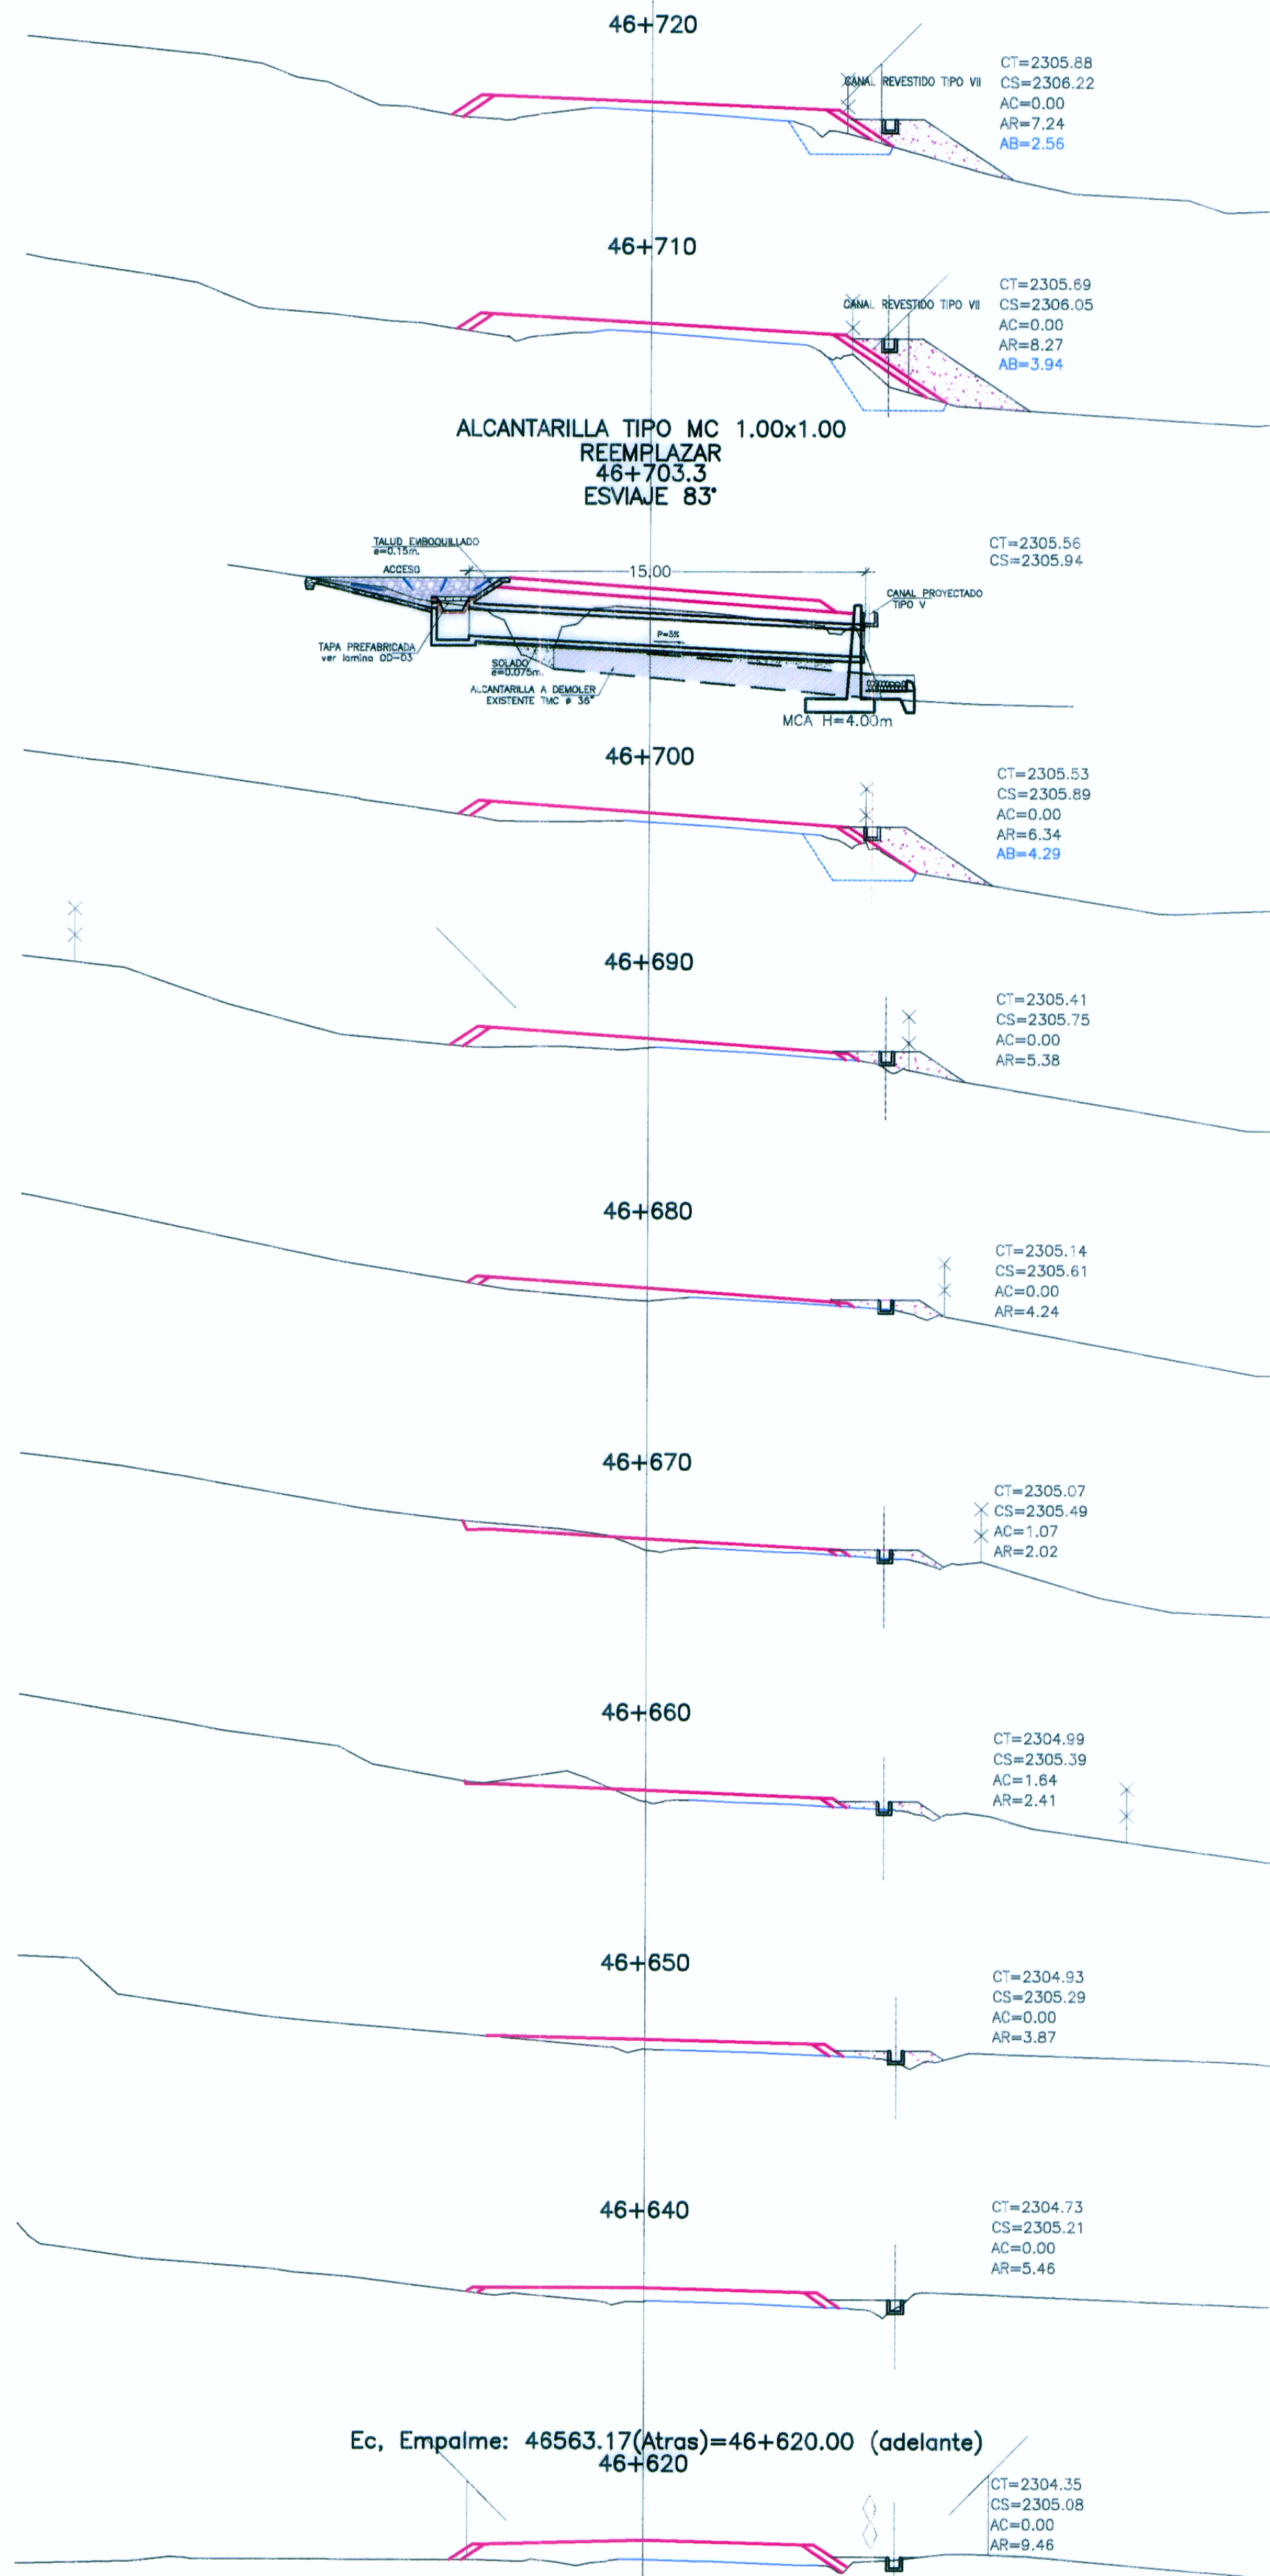 46+720
CT=2305.88
CS=2306.22
AC=0.00
AR=7.24
AB=2.56
CANAL REVESTIDO TIPO VII
46+710
CT=2305.69
CS=2306.05
AC=0.00
AR=8.27
AB=3.94
CANAL REVESTIDO TIPO VII
ALCANTARILLA TIPO MC 1.00x1.00
REEMPLAZAR
46+703.3
ESVIAJE 83°
CT=2305.56
CS=2305.94
TALUD EMBOQUILLADO
e=0.15m.
ACCESO
15.00
CANAL PROYECTADO
TIPO V
P=5%
TAPA PREFABRICADA
ver lamina OD-03
SOLADO
e=0.075m.
ALCANTARILLA A DEMOLER
EXISTENTE TMC ø 36"
MCA H=4.00m
46+700
CT=2305.53
CS=2305.89
AC=0.00
AR=6.34
AB=4.29
46+690
CT=2305.41
CS=2305.75
AC=0.00
AR=5.38
46+680
CT=2305.14
CS=2305.61
AC=0.00
AR=4.24
46+670
CT=2305.07
CS=2305.49
AC=1.07
AR=2.02
46+660
CT=2304.99
CS=2305.39
AC=1.64
AR=2.41
46+650
CT=2304.93
CS=2305.29
AC=0.00
AR=3.87
46+640
CT=2304.73
CS=2305.21
AC=0.00
AR=5.46
Ec, Empalme: 46563.17(Atras)=46+620.00 (adelante)
46+620
CT=2304.35
CS=2305.08
AC=0.00
AR=9.46